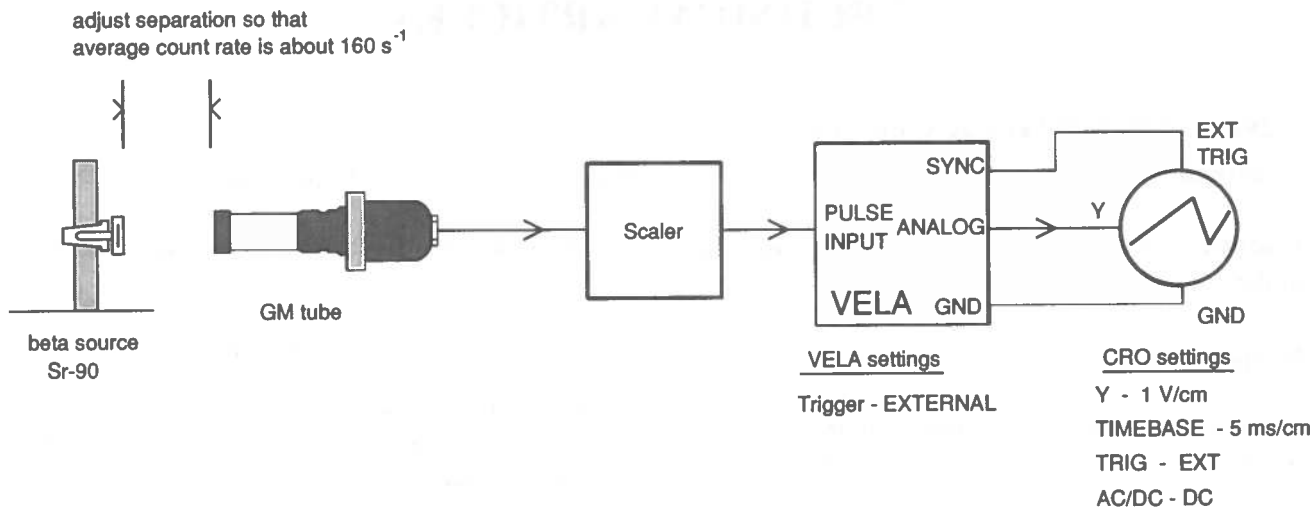 adjust separation so that
average count rate is about 160 s⁻¹
EXT
TRIG
SYNC
PULSE
INPUT
ANALOG
Y
Scaler
VELA
GND
GND
GM tube
beta source
Sr-90
VELA settings
Trigger - EXTERNAL
CRO settings
Y - 1 V/cm
TIMEBASE - 5 ms/cm
TRIG - EXT
AC/DC - DC